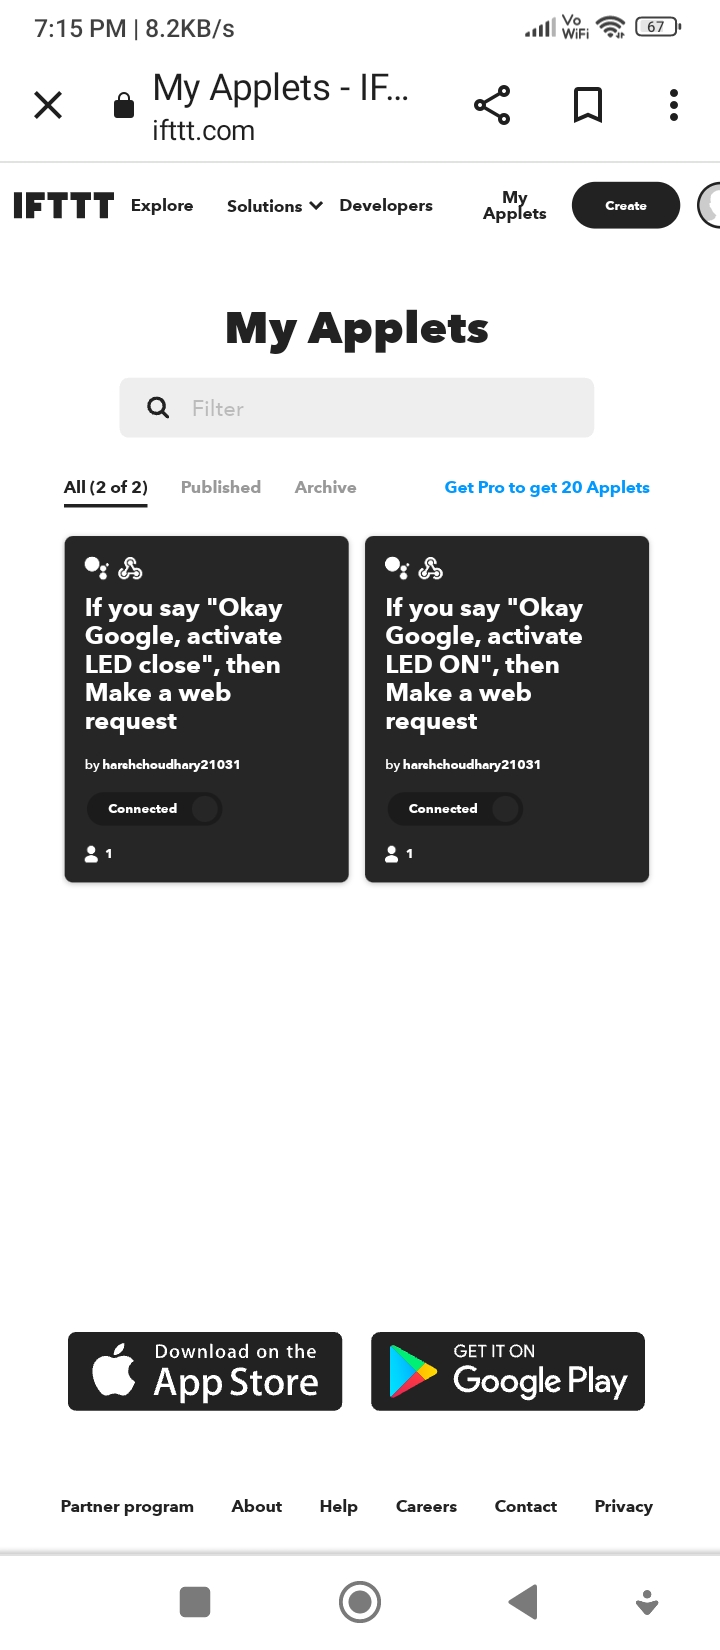 7:15 PM | 8.2KB/s
Vo
WiFi
67
My Applets - IF...
ifttt.com
IFTTT Explore Solutions Developers My Applets Create
My Applets
Filter
All (2 of 2) Published Archive Get Pro to get 20 Applets
If you say "Okay
Google, activate
LED close", then
Make a web
request
by harshchoudhary21031
Connected
1
If you say "Okay
Google, activate
LED ON", then
Make a web
request
by harshchoudhary21031
Connected
1
Download on the
App Store
GET IT ON
Google Play
Partner program About Help Careers Contact Privacy